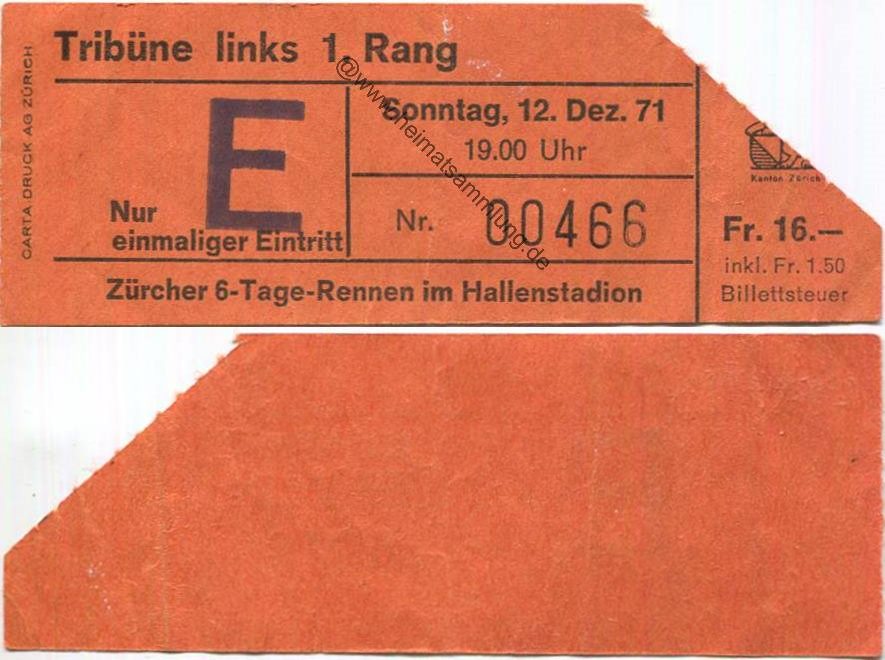 Tribüne links 1. Rang
CARTA DRUCK AG ZÜRICH
E
Nur
einmaliger Eintritt
Sonntag, 12. Dez. 71
19.00 Uhr
Nr. 00466
Zürcher 6-Tage-Rennen im Hallenstadion
Kanton Zürich
Fr. 16.—
inkl. Fr. 1.50
Billettsteuer
@www.heimatsammlung.de